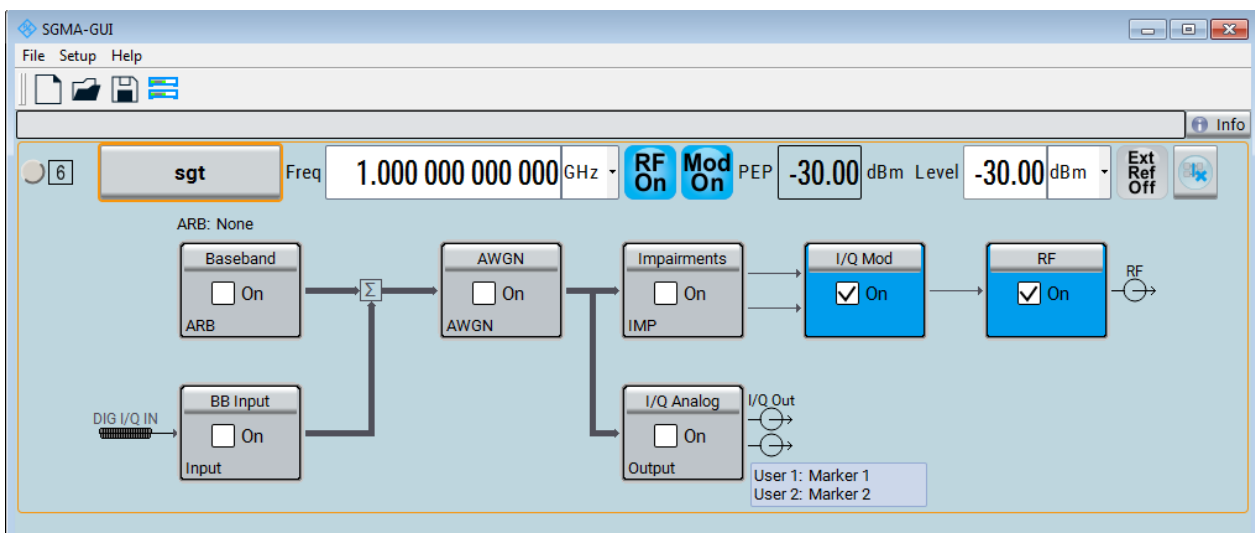 SGMA-GUI
File Setup Help
Info
6 sgt Freq 1.000 000 000 000 GHz RF On Mod On PEP -30.00 dBm Level -30.00 dBm Ext Ref Off
ARB: None
Baseband
On
ARB
Σ
AWGN
On
AWGN
Impairments
On
IMP
I/Q Mod
On
RF
On
RF
DIG I/Q IN
BB Input
On
Input
I/Q Analog
On
Output
I/Q Out
User 1: Marker 1
User 2: Marker 2